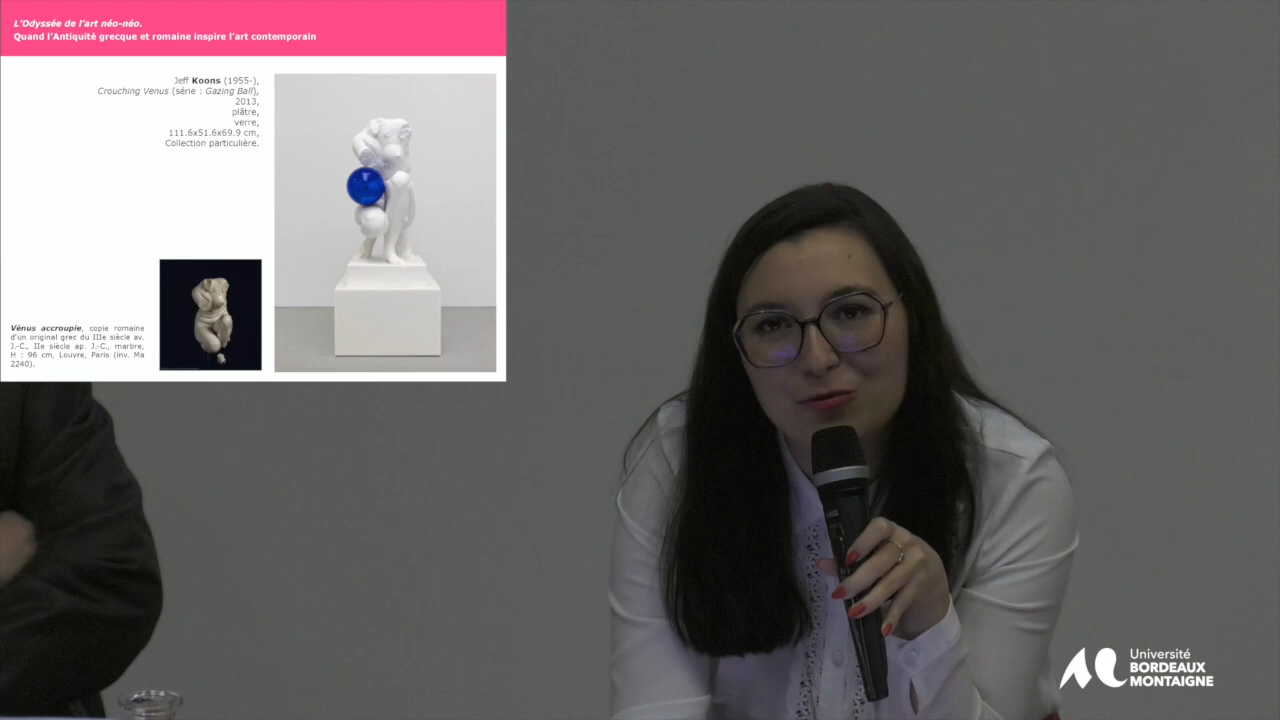 L'Odyssée de l'art néo-néo.
Quand l'Antiquité grecque et romaine inspire l'art contemporain
Jeff Koons (1955-),
Crouching Venus (série : Gazing Ball),
2013,
plâtre,
verre,
111.6x51.6x69.9 cm,
Collection particulière.
Vénus accroupie, copie romaine
d'un original grec du IIIe siècle av.
J.-C., IIe siècle ap. J.-C., marbre,
H : 96 cm, Louvre, Paris (inv. Ma
2240).
Université
BORDEAUX
MONTAIGNE